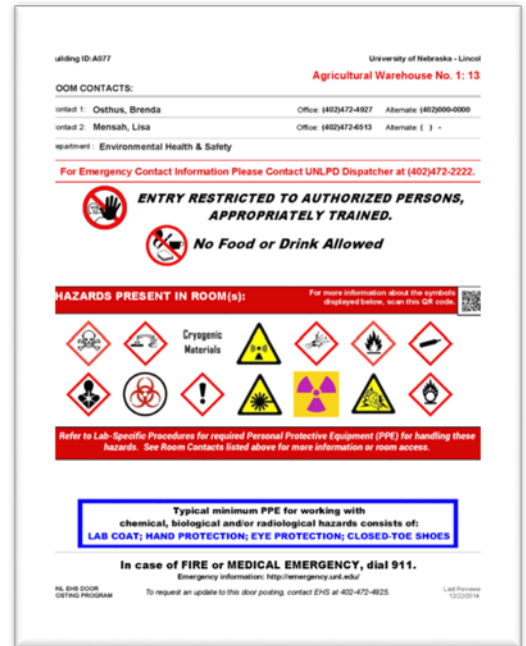 uilding ID: A077 University of Nebraska - Lincol
Agricultural Warehouse No. 1: 13
OOM CONTACTS:
ontact 1: Osthus, Brenda Office: (402)472-4927 Alternate: (402)000-0000
ontact 2: Mensah, Lisa Office: (402)472-6513 Alternate: ( ) -
epartment : Environmental Health & Safety
For Emergency Contact Information Please Contact UNLPD Dispatcher at (402)472-2222.
ENTRY RESTRICTED TO AUTHORIZED PERSONS,
APPROPRIATELY TRAINED.
No Food or Drink Allowed
HAZARDS PRESENT IN ROOM(s):
For more information about the symbols
displayed below, scan this QR code.
Cryogenic
Materials
Refer to Lab-Specific Procedures for required Personal Protective Equipment (PPE) for handling these
hazards. See Room Contacts listed above for more information or room access.
Typical minimum PPE for working with
chemical, biological and/or radiological hazards consists of:
LAB COAT; HAND PROTECTION; EYE PROTECTION; CLOSED-TOE SHOES
In case of FIRE or MEDICAL EMERGENCY, dial 911.
Emergency information: http://emergency.unl.edu/
NL EHS DOOR
OSTING PROGRAM
To request an update to this door posting, contact EHS at 402-472-4925.
Last Reviewe